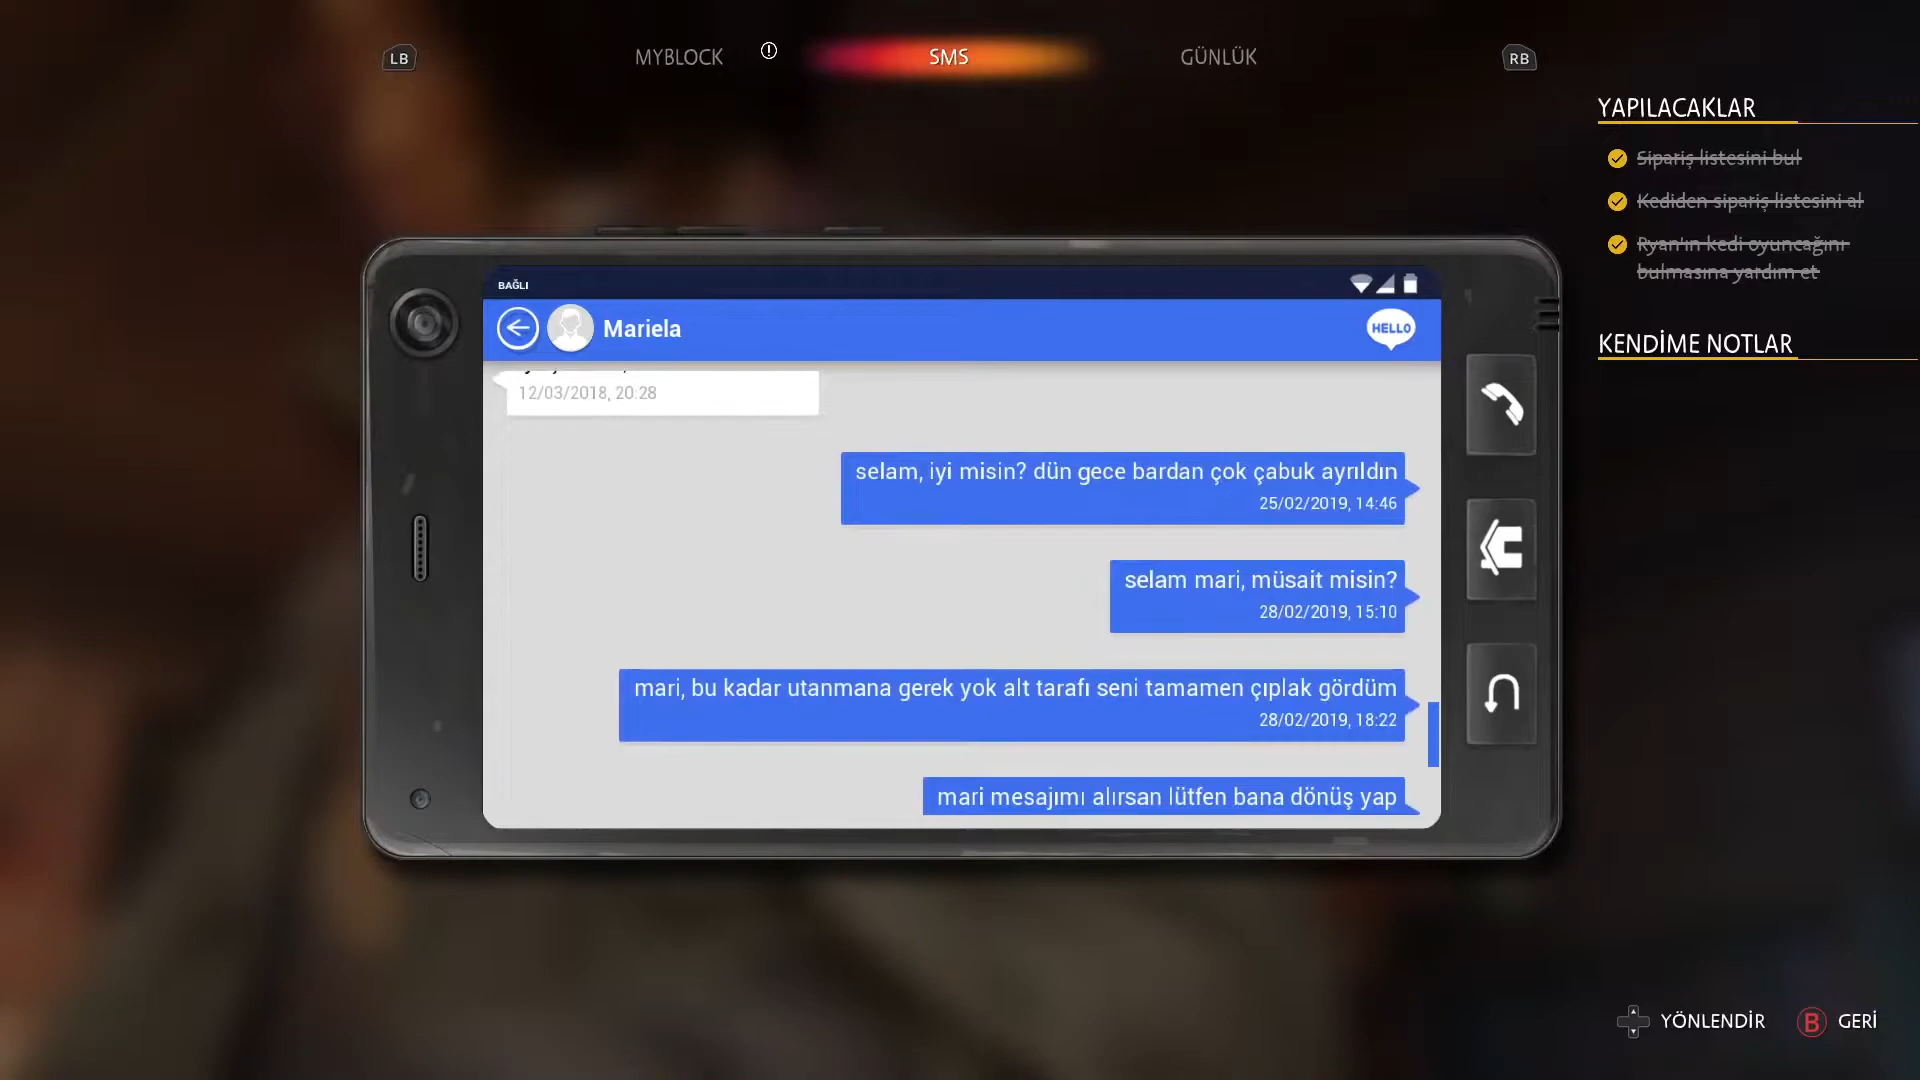 LB
MYBLOCK
SMS
GÜNLÜK
RB
YAPILACAKLAR
Sipariş listesini bul
Kediden sipariş listesini al
Ryan'ın kedi oyuncağını
bulmasına yardım et
KENDİME NOTLAR
BAĞLI
Mariela
HELLO
12/03/2018, 20:28
selam, iyi misin? dün gece bardan çok çabuk ayrıldın
25/02/2019, 14:46
selam mari, müsait misin?
28/02/2019, 15:10
mari, bu kadar utanmana gerek yok alt tarafı seni tamamen çıplak gördüm
28/02/2019, 18:22
mari mesajımı alırsan lütfen bana dönüş yap
YÖNLENDİR
B GERİ